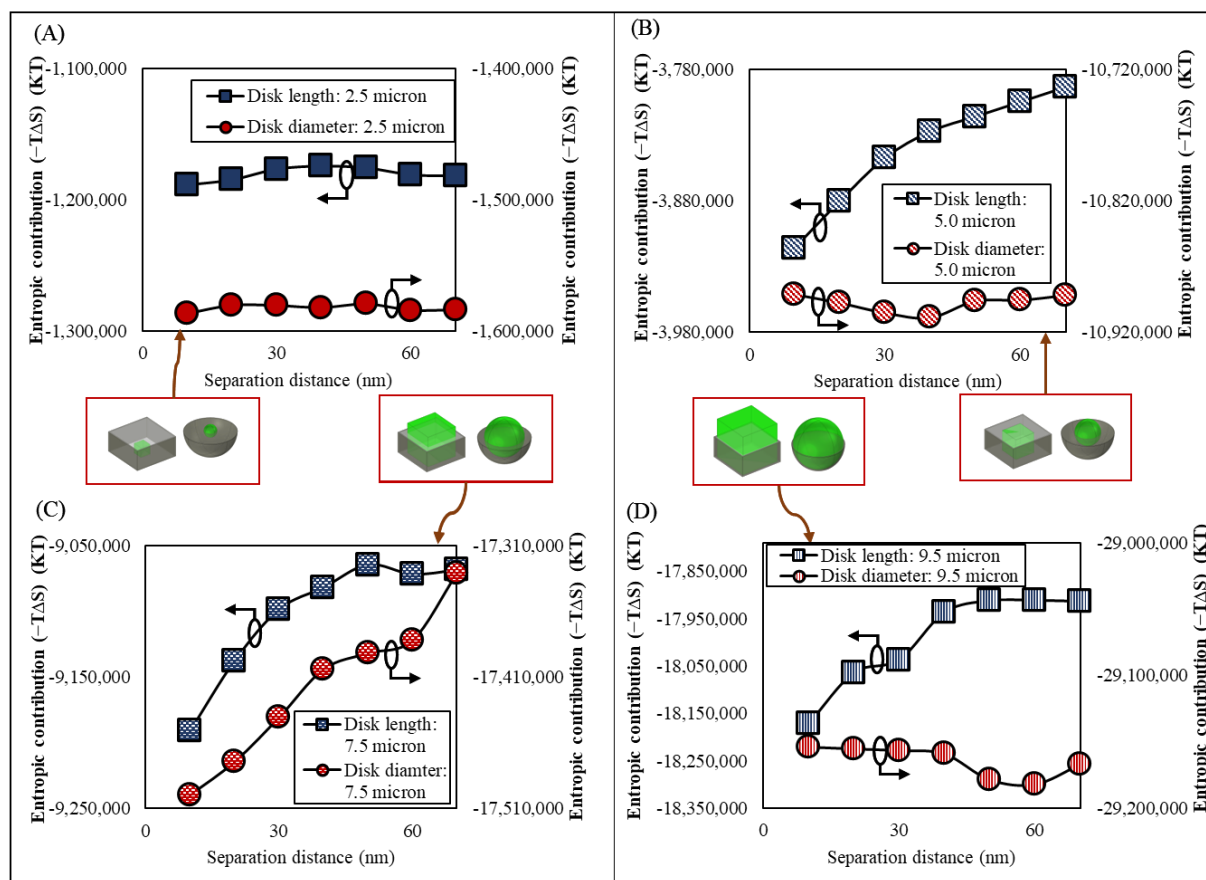 (A)
Entropic contribution (−TΔS) (KT)
-1,100,000
-1,200,000
-1,300,000
Disk length: 2.5 micron
Disk diameter: 2.5 micron
-1,400,000
-1,500,000
-1,600,000
Entropic contribution (−TΔS) (KT)
0
30
60
Separation distance (nm)
(B)
Entropic contribution (−TΔS) (KT)
-3,780,000
-3,880,000
-3,980,000
Disk length:
5.0 micron
Disk diameter:
5.0 micron
-10,720,000
-10,820,000
-10,920,000
Entropic contribution (−TΔS) (KT)
0
30
60
Separation distance (nm)
(C)
Entropic contribution (−TΔS) (KT)
-9,050,000
-9,150,000
-9,250,000
Disk length:
7.5 micron
Disk diamter:
7.5 micron
-17,310,000
-17,410,000
-17,510,000
Entropic contribution (−TΔS) (KT)
0
30
60
Separation distance (nm)
(D)
Entropic contribution (−TΔS) (KT)
-17,850,000
-17,950,000
-18,050,000
-18,150,000
-18,250,000
-18,350,000
Disk length: 9.5 micron
Disk diameter: 9.5 micron
-29,000,000
-29,100,000
-29,200,000
Entropic contribution (−TΔS) (KT)
0
30
60
Separation distance (nm)